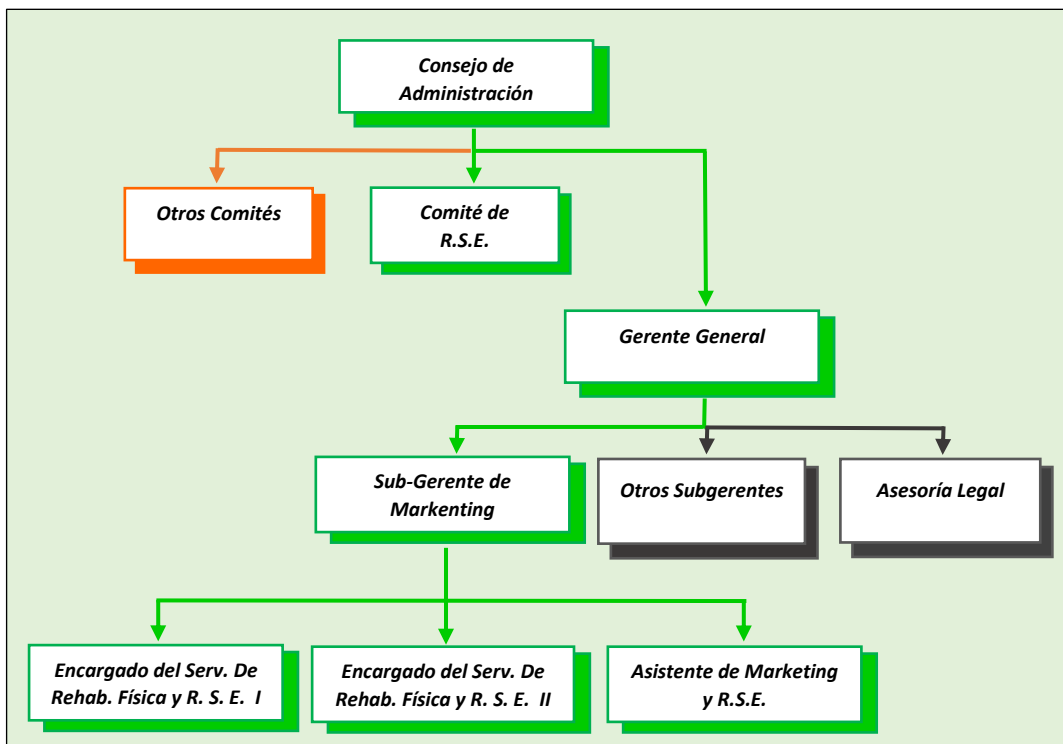 Consejo de
Administración
Otros Comités
Comité de
R.S.E.
Gerente General
Sub-Gerente de
Markenting
Otros Subgerentes
Asesoría Legal
Encargado del Serv. De
Rehab. Física y R. S. E. I
Encargado del Serv. De
Rehab. Física y R. S. E. II
Asistente de Marketing
y R.S.E.